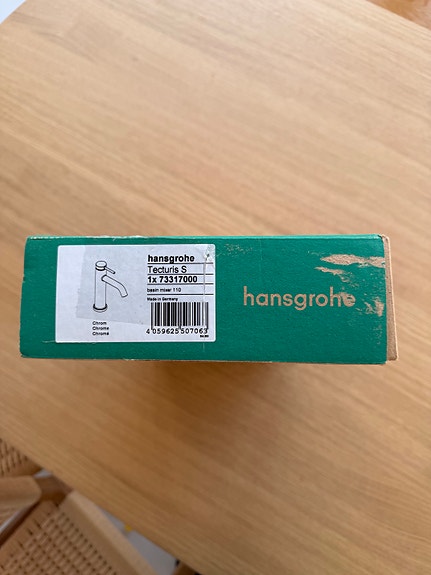 hansgrohe
Tecturis S
1x 73317000
basin mixer 110
Made in Germany
Chrom
Chrome
Chromé
4 059625 507063
hansgrohe